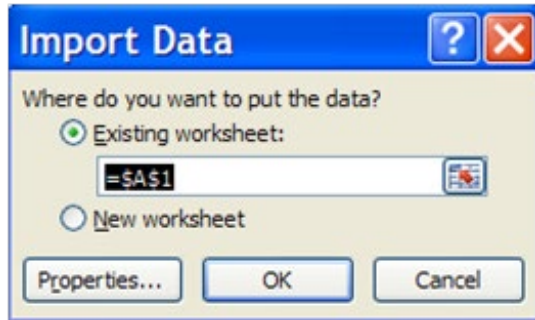 Import Data ?
Where do you want to put the data?
Existing worksheet:
=$A$1
New worksheet
Properties... OK Cancel